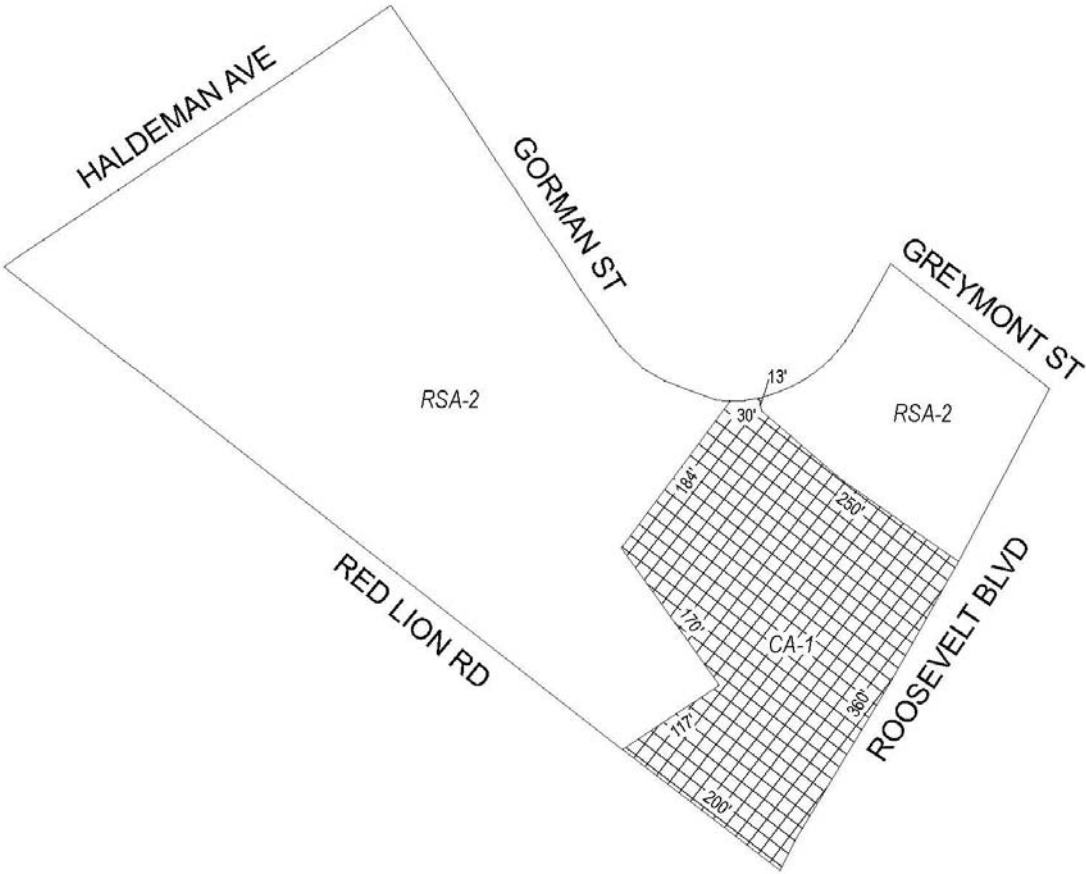 HALDEMAN AVE
GORMAN ST
GREYMONT ST
13'
30'
RSA-2
RSA-2
184'
250'
RED LION RD
170'
CA-1
ROOSEVELT BLVD
360'
117'
200'